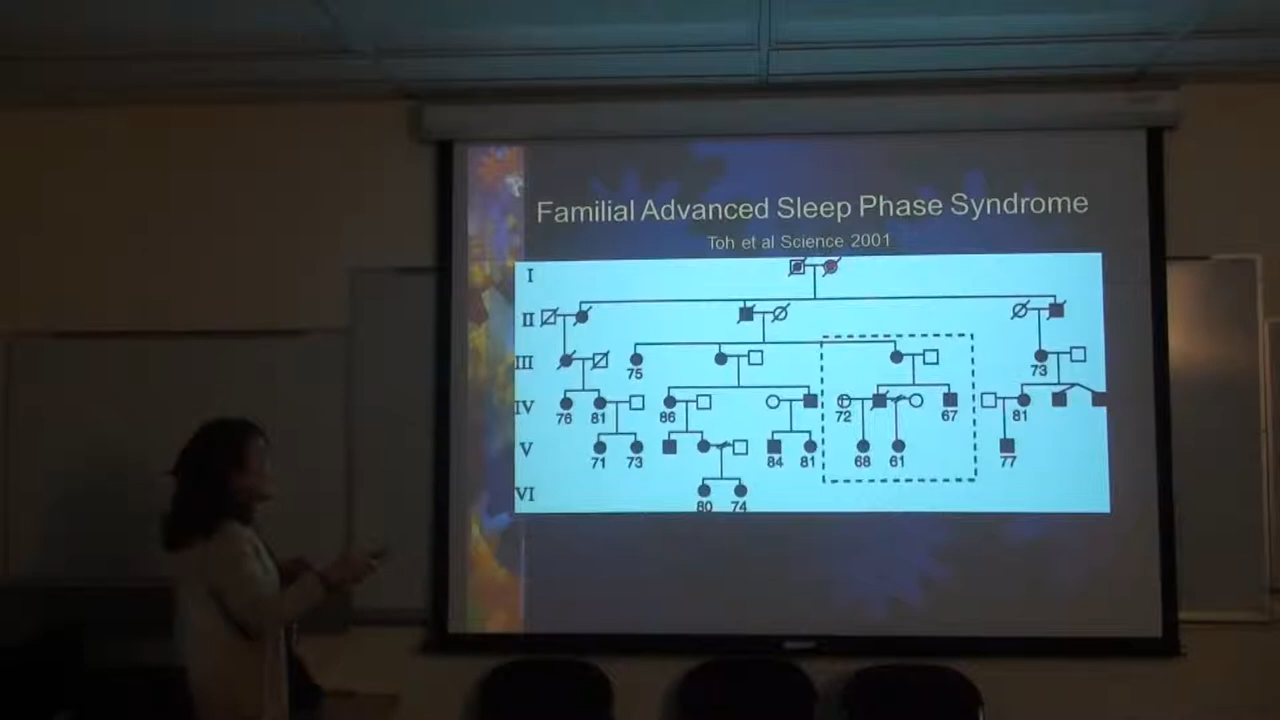 Familial Advanced Sleep Phase Syndrome
Toh et al Science 2001
I
II
III 75 73
IV 76 81 86 72 67 81
V 71 73 84 81 68 61 77
VI 80 74